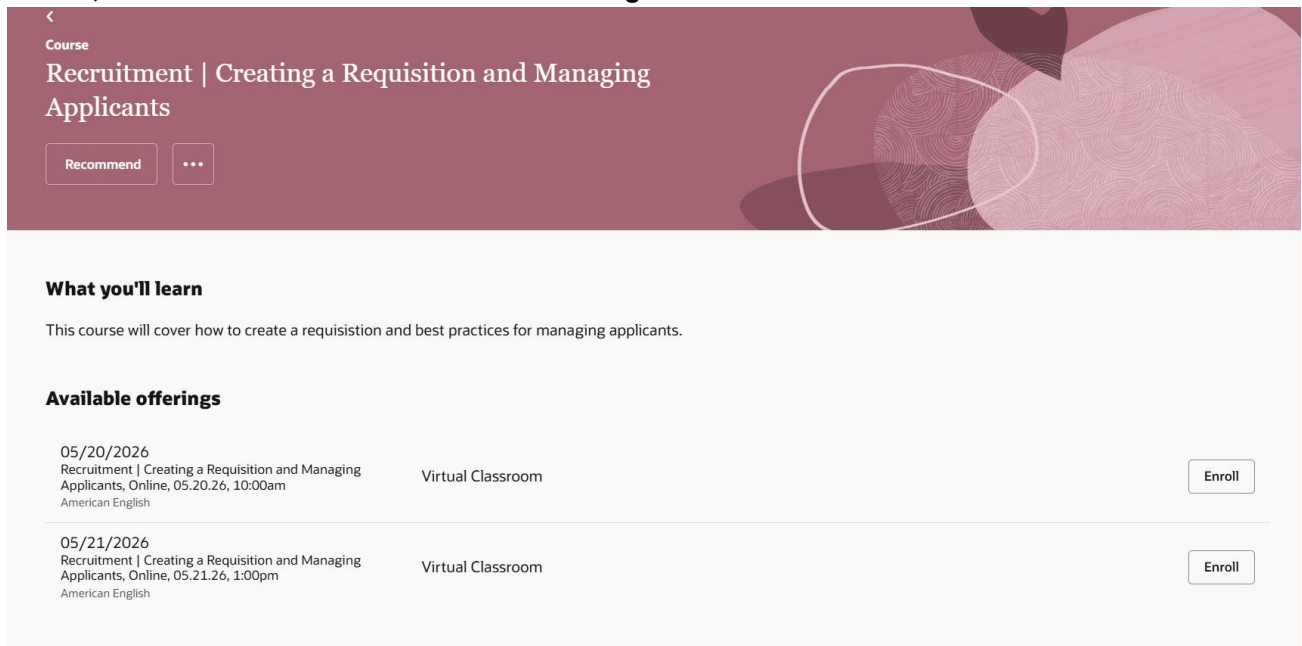 Course
Recruitment | Creating a Requisition and Managing
Applicants
Recommend
What you'll learn
This course will cover how to create a requisistion and best practices for managing applicants.
Available offerings
05/20/2026
Recruitment | Creating a Requisition and Managing
Applicants, Online, 05.20.26, 10:00am
American English
Virtual Classroom
Enroll
05/21/2026
Recruitment | Creating a Requisition and Managing
Applicants, Online, 05.21.26, 1:00pm
American English
Virtual Classroom
Enroll